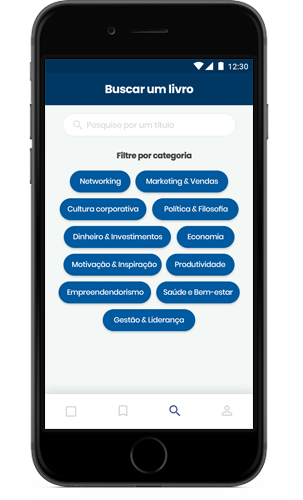 12:30
Buscar um livro
Pesquise por um título
Filtre por categoria
Networking
Marketing & Vendas
Cultura corporativa
Política & Filosofia
Dinheiro & Investimentos
Economia
Motivação & Inspiração
Produtividade
Empreendendorismo
Saúde e Bem-estar
Gestão & Liderança